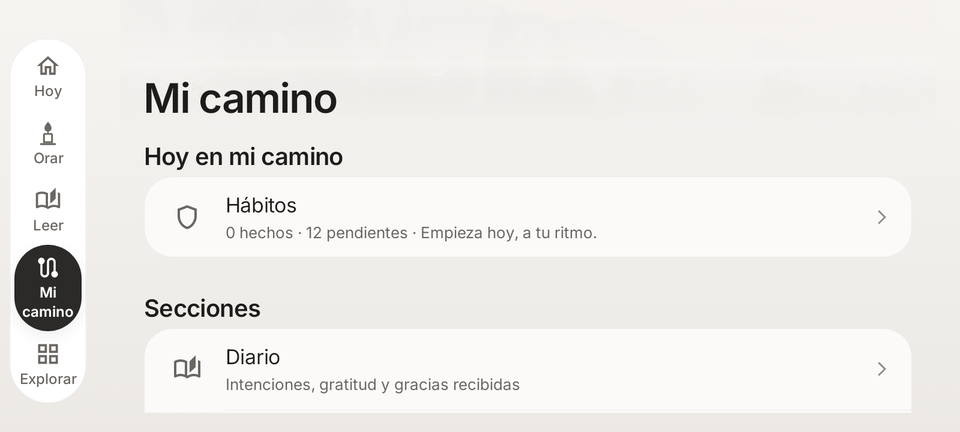 Hoy
Orar
Leer
Mi
camino
Explorar
Mi camino
Hoy en mi camino
Hábitos
0 hechos · 12 pendientes · Empieza hoy, a tu ritmo.
Secciones
Diario
Intenciones, gratitud y gracias recibidas